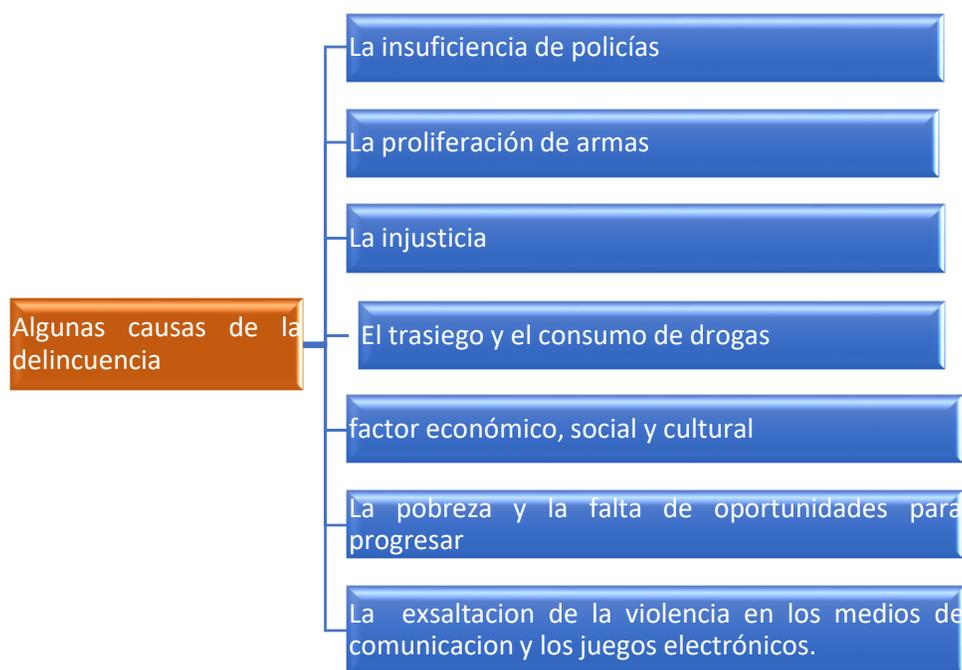 La insuficiencia de policías
La proliferación de armas
La injusticia
Algunas causas de la
delincuencia
El trasiego y el consumo de drogas
factor económico, social y cultural
La pobreza y la falta de oportunidades para
progresar
La exsaltacion de la violencia en los medios de
comunicacion y los juegos electrónicos.